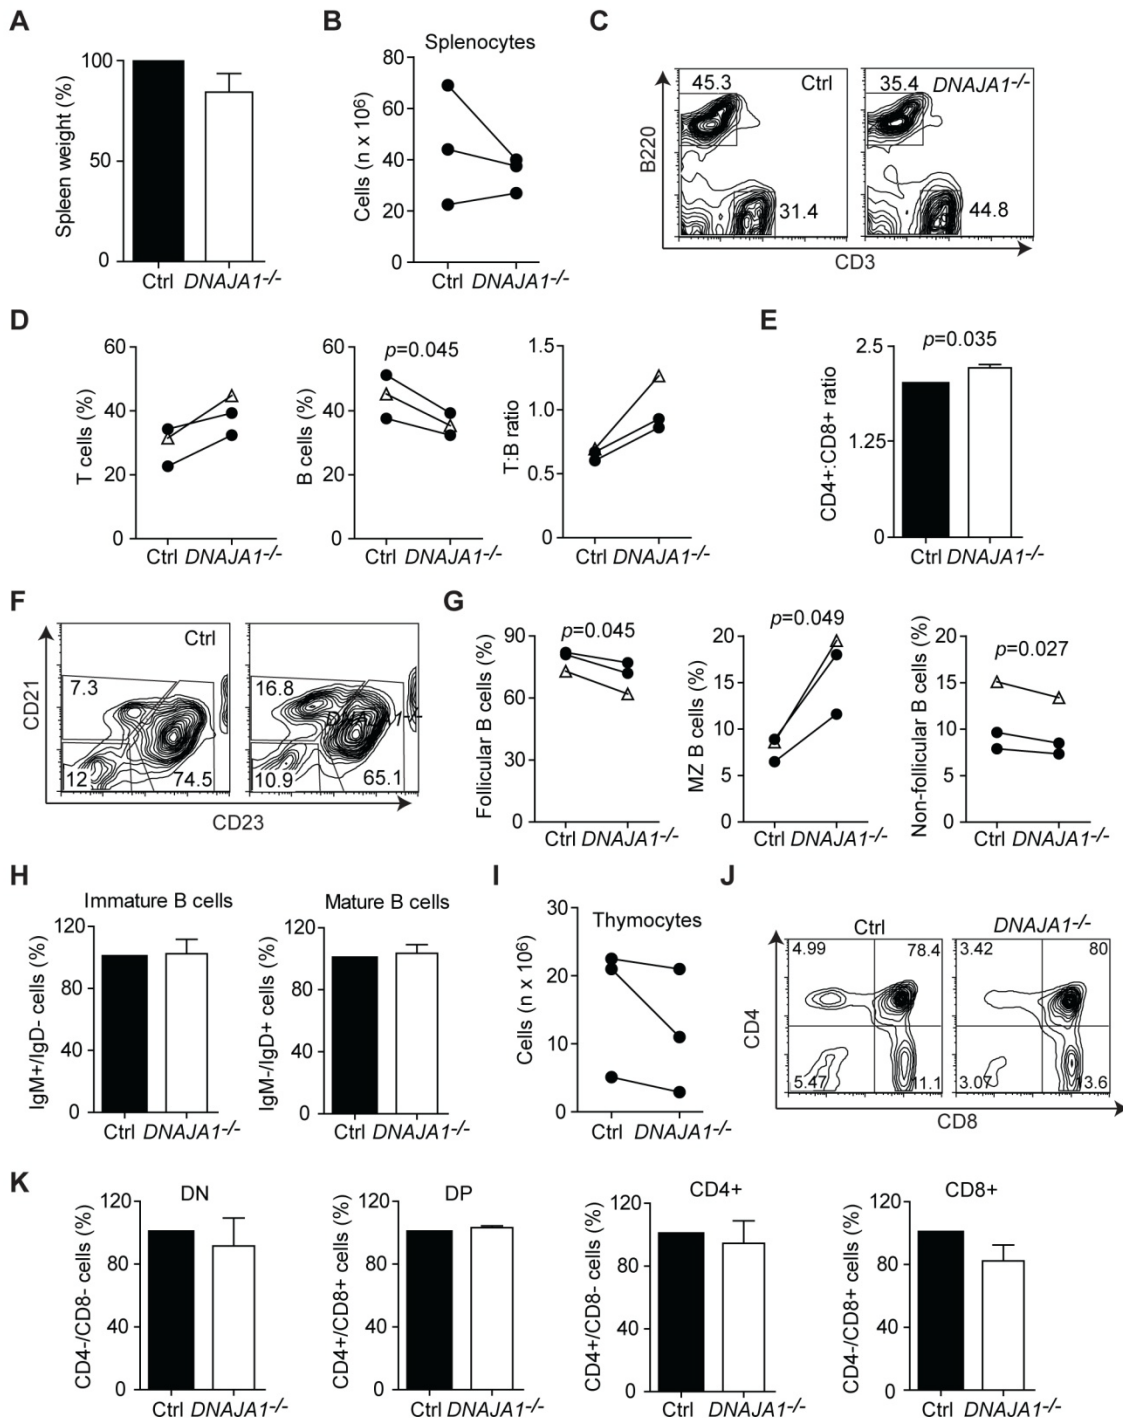 A
Spleen weight (%)
100
50
0
Ctrl DNAJA1-/-
B
Splenocytes
Cells (n x 10⁶)
80
60
40
20
0
Ctrl DNAJA1-/-
C
45.3
Ctrl
31.4
35.4
DNAJA1-/-
44.8
B220
CD3
D
T cells (%)
60
40
20
0
Ctrl DNAJA1-/-
p=0.045
B cells (%)
60
40
20
0
Ctrl DNAJA1-/-
T:B ratio
1.5
1.0
0.5
0.0
Ctrl DNAJA1-/-
E
p=0.035
CD4+:CD8+ ratio
2.5
1.25
0
Ctrl DNAJA1-/-
F
Ctrl
7.3
12
74.5
16.8
DNAJA1-/-
10.9
65.1
CD21
CD23
G
p=0.045
Follicular B cells (%)
90
60
30
0
Ctrl DNAJA1-/-
p=0.049
MZ B cells (%)
20
15
10
5
0
Ctrl DNAJA1-/-
p=0.027
Non-follicular B cells (%)
20
15
10
5
0
Ctrl DNAJA1-/-
H
Immature B cells
IgM+/IgD- cells (%)
120
80
40
0
Ctrl DNAJA1-/-
Mature B cells
IgM-/IgD+ cells (%)
120
80
40
0
Ctrl DNAJA1-/-
I
Thymocytes
Cells (n x 10⁶)
30
20
10
0
Ctrl DNAJA1-/-
J
Ctrl
4.99
78.4
5.47
11.1
DNAJA1-/-
3.42
80
3.07
13.6
CD4
CD8
K
DN
CD4-/CD8- cells (%)
120
80
40
0
Ctrl DNAJA1-/-
DP
CD4+/CD8+ cells (%)
120
80
40
0
Ctrl DNAJA1-/-
CD4+
CD4+/CD8- cells (%)
120
80
40
0
Ctrl DNAJA1-/-
CD8+
CD4-/CD8+ cells (%)
120
80
40
0
Ctrl DNAJA1-/-